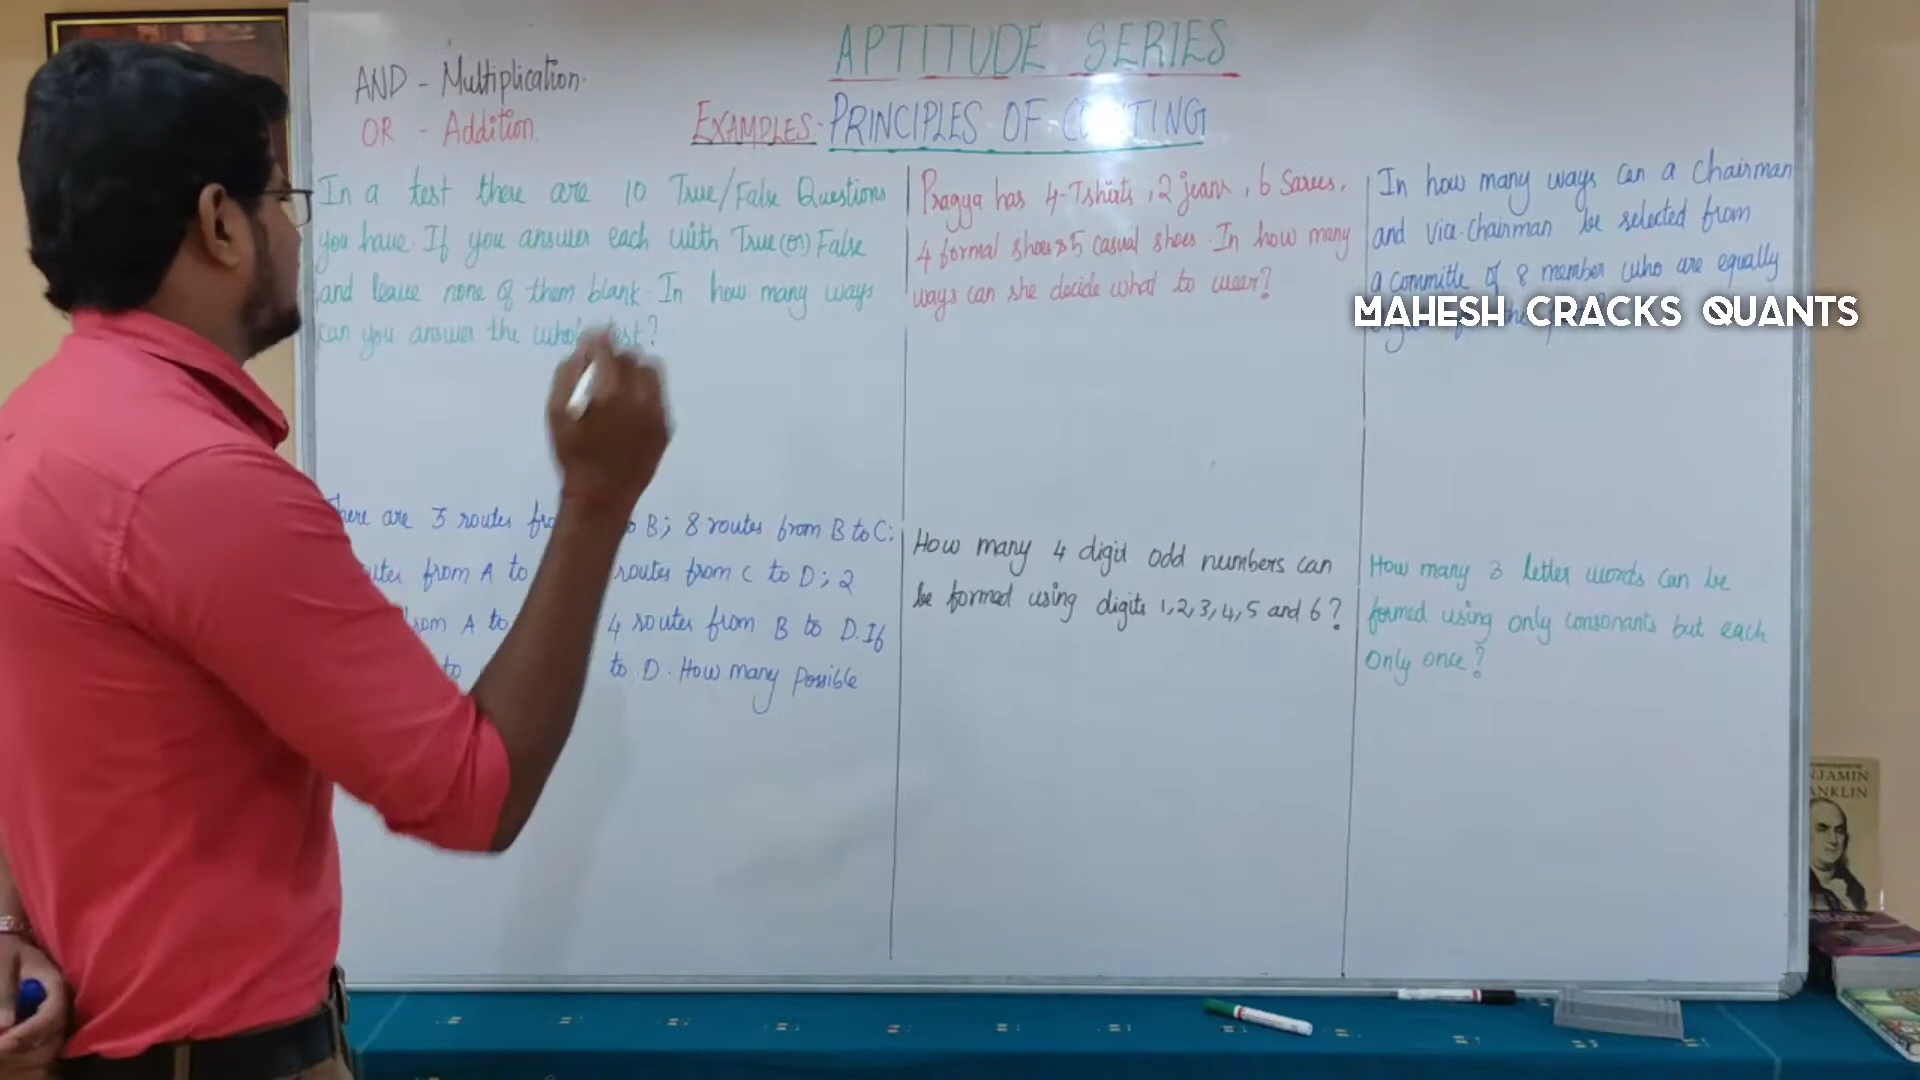 APTITUDE SERIES
AND - Multiplication.
OR - Addition.
EXAMPLES - PRINCIPLES OF
In a test there are 10 True/False Questions
you have. If you answer each with True (or) False
and leave none of them blank. In how many ways
can you answer the whole test?
Pragya has 4-Tshirts, 2 jeans, 6 Sarees,
4 formal shoes & 5 casual shoes. In how many
ways can she decide what to wear?
In how many ways can a Chairman
and vice-chairman be selected from
a committe of 8 member who are equally
MAHESH CRACKS QUANTS
are 3 routes B; 8 routes from B to C;
from A to routes from C to D; 2
A to 4 routes from B to D. If
to to D. How many possible
How many 4 digit odd numbers can
be formed using digits 1,2,3,4,5 and 6?
How many 3 letter words can be
formed using only consonants but each
only once?